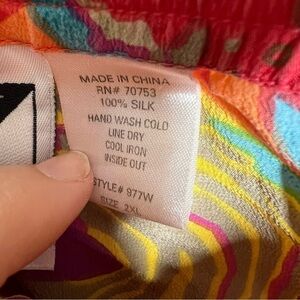 MADE IN CHINA
RN# 70753
100% SILK
HAND WASH COLD
LINE DRY
COOL IRON
INSIDE OUT
STYLE# 977W
SIZE 2XL